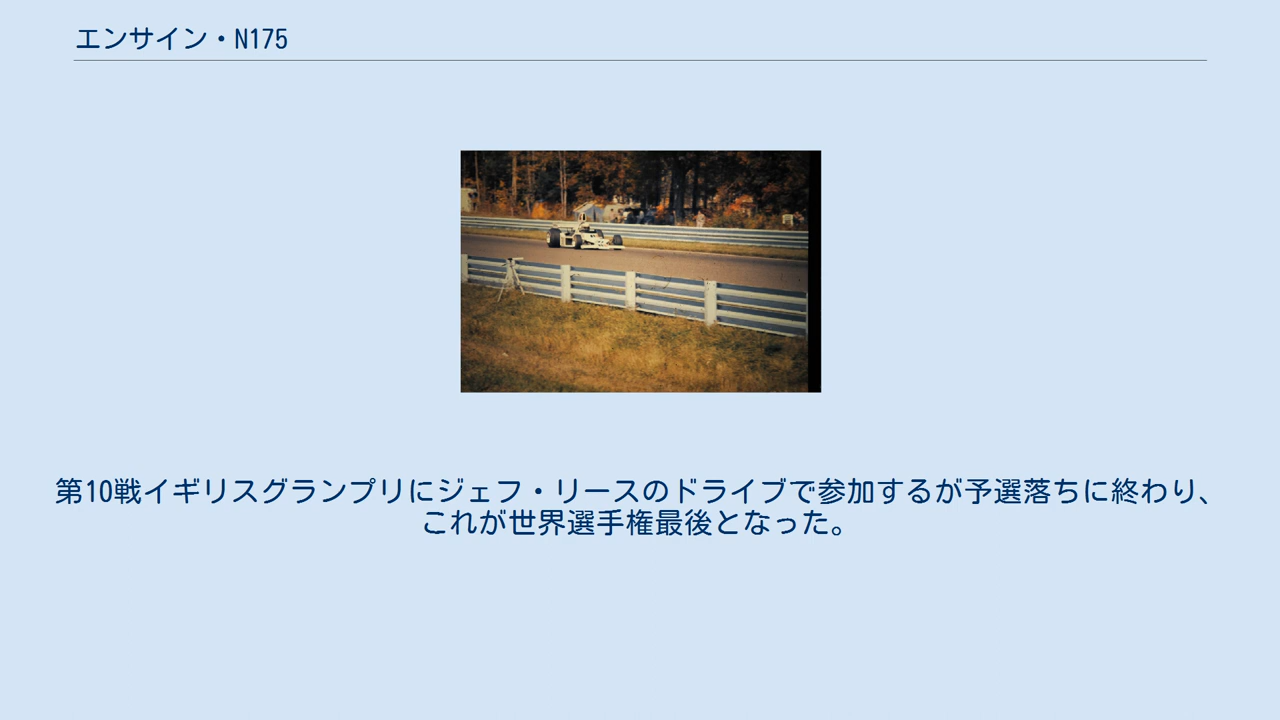 エンサイン・N175
第10戦イギリスグランプリにジェフ・リースのドライブで参加するが予選落ちに終わり、
これが世界選手権最後となった。